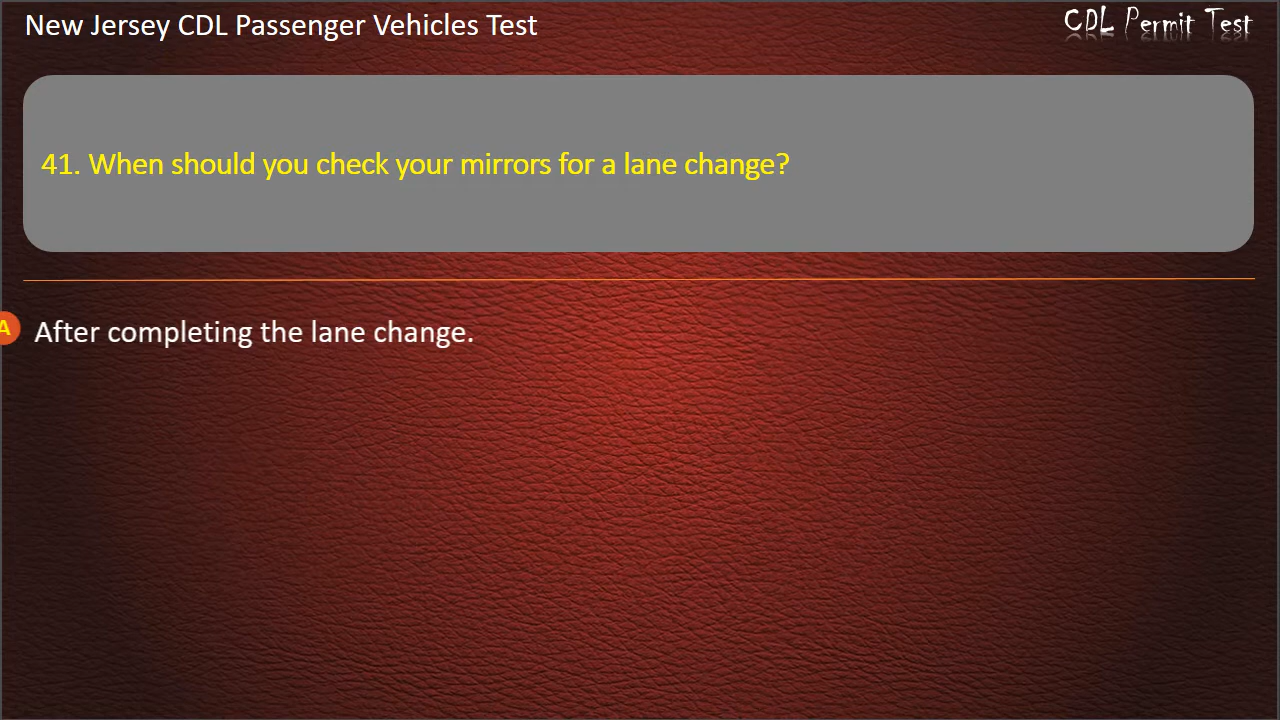 New Jersey CDL Passenger Vehicles Test
CDL Permit Test
41. When should you check your mirrors for a lane change?
A After completing the lane change.